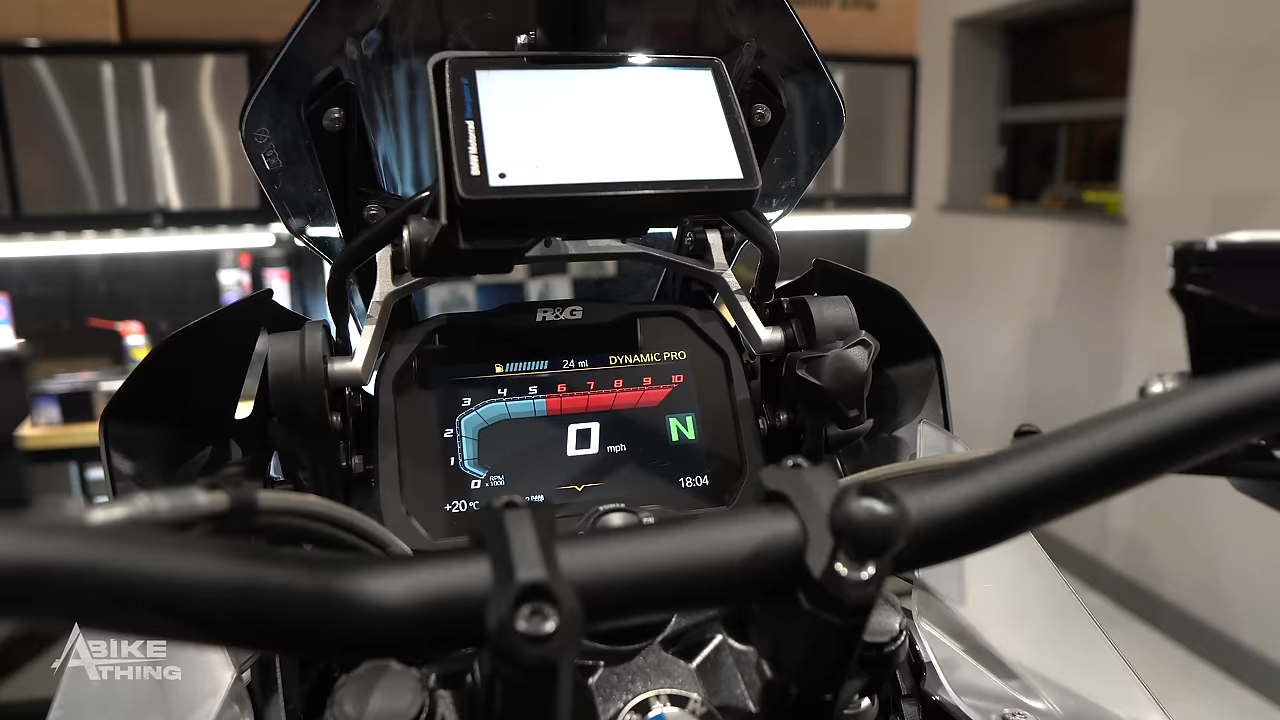 BMW Motorrad Navigator V
R&G
24 mi DYNAMIC PRO
3 4 5 6 7 8 9 10
2
1
0
RPM
x 1000
0 mph
N
+20 °C
18:04
A BIKE
THING